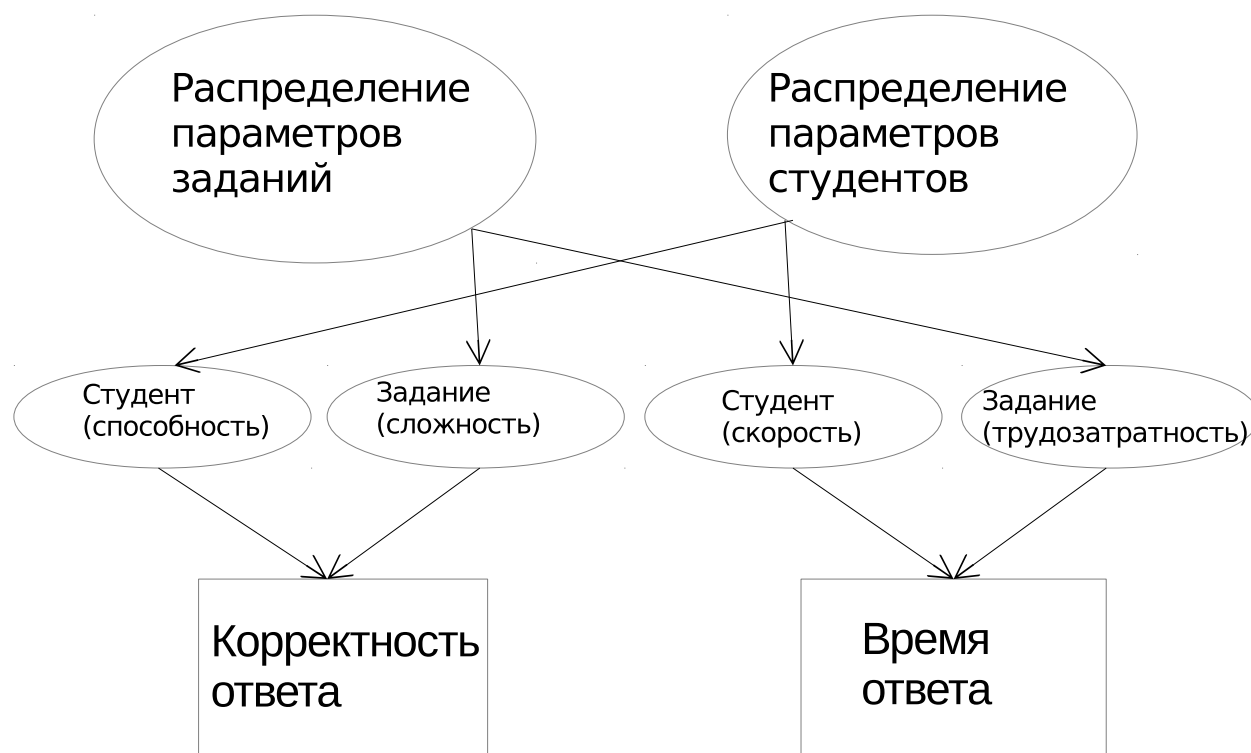 Распределение
параметров
заданий
Распределение
параметров
студентов
Студент
(способность)
Задание
(сложность)
Студент
(скорость)
Задание
(трудозатратность)
Корректность
ответа
Время
ответа